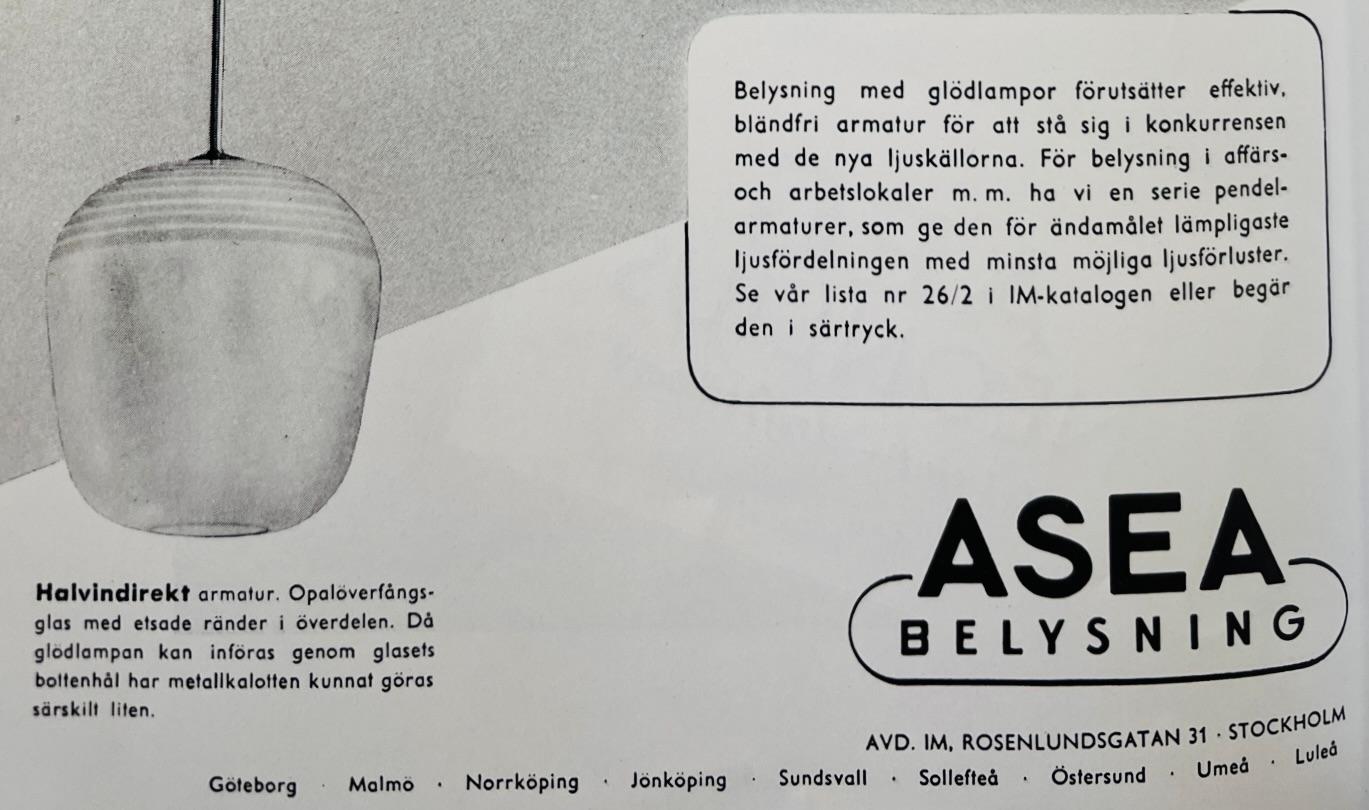 Belysning med glödlampor förutsätter effektiv,
bländfri armatur för att stå sig i konkurrensen
med de nya ljuskällorna. För belysning i affärs-
och arbetslokaler m. m. ha vi en serie pendel-
armaturer, som ge den för ändamålet lämpligaste
ljusfördelningen med minsta möjliga ljusförluster.
Se vår lista nr 26/2 i IM-katalogen eller begär
den i särtryck.
Halvindirekt armatur. Opalöverfångs-
glas med etsade ränder i överdelen. Då
glödlampan kan införas genom glasets
bottenhål har metallkalotten kunnat göras
särskilt liten.
ASEA
BELYSNING
AVD. IM, ROSENLUNDSGATAN 31 · STOCKHOLM
Göteborg · Malmö · Norrköping · Jönköping · Sundsvall · Sollefteå · Östersund · Umeå · Luleå